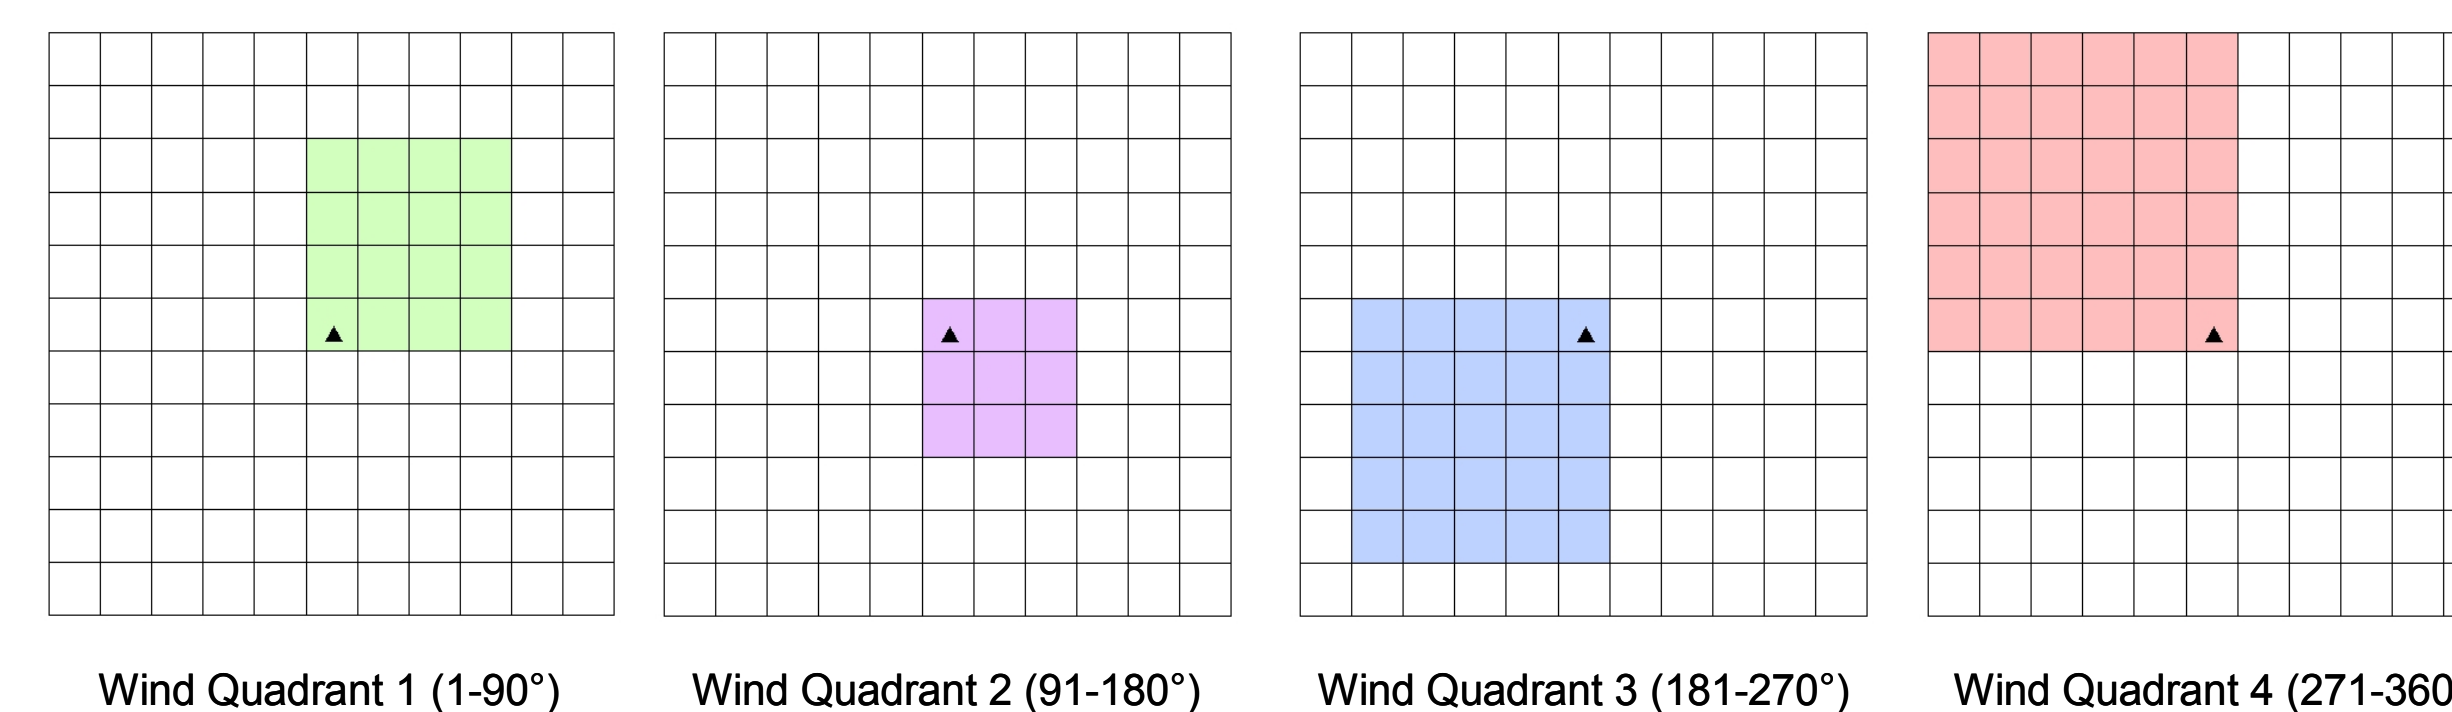 Wind Quadrant 1 (1-90°)
Wind Quadrant 2 (91-180°)
Wind Quadrant 3 (181-270°)
Wind Quadrant 4 (271-360